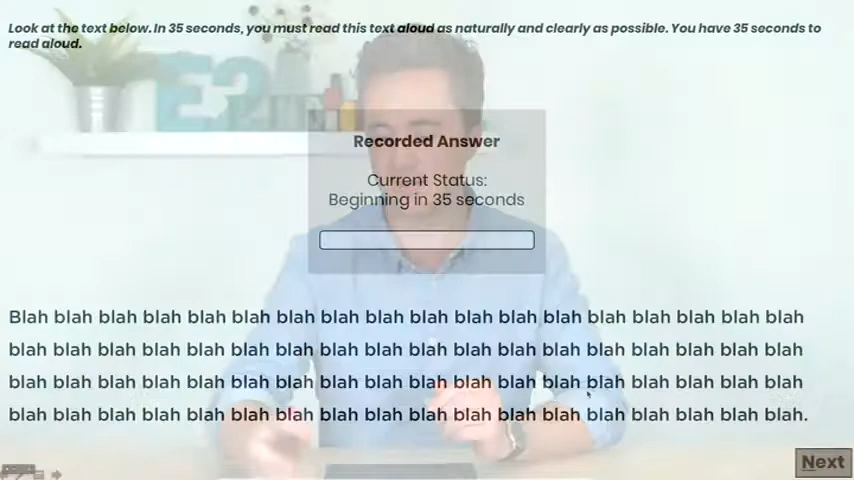 Look at the text below. In 35 seconds, you must read this text aloud as naturally and clearly as possible. You have 35 seconds to
read aloud.
E2
Recorded Answer
Current Status:
Beginning in 35 seconds
Blah blah blah blah blah blah blah blah blah blah blah blah blah blah blah blah blah blah
blah blah blah blah blah blah blah blah blah blah blah blah blah blah blah blah blah blah
blah blah blah blah blah blah blah blah blah blah blah blah blah blah blah blah blah blah
blah blah blah blah blah blah blah blah blah blah blah blah blah blah blah blah blah blah.
Next